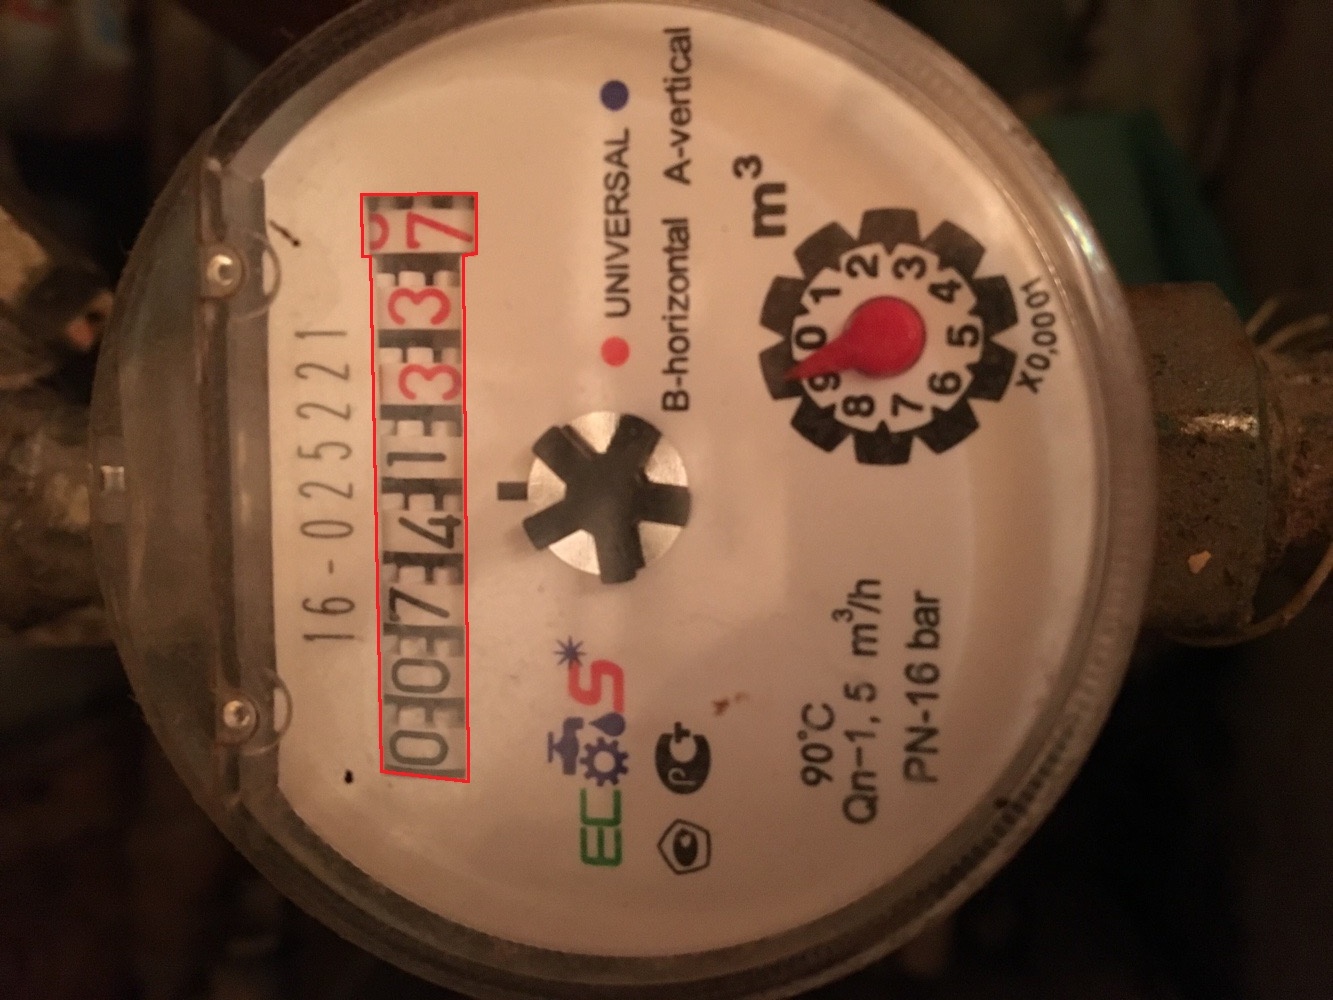 16-025221
00741337
ECOS
UNIVERSAL
B-horizontal A-vertical
m³
90°C
Qn-1,5 m³/h
PN-16 bar
0 1 2 3 4 5 6 7 8 9
x0,0001